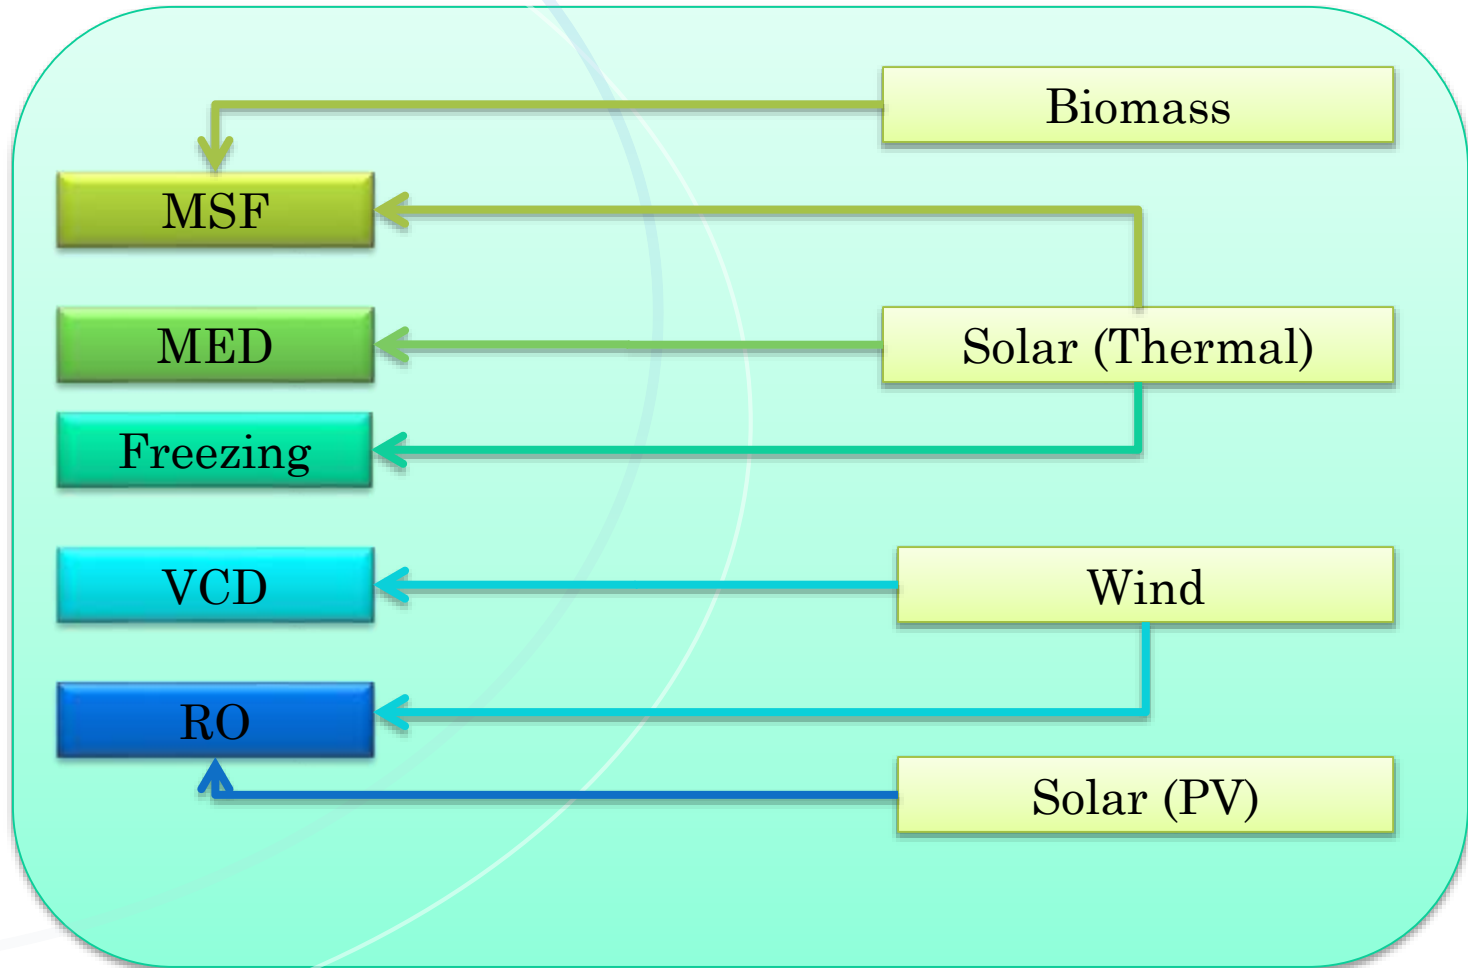 Biomass
MSF
MED
Solar (Thermal)
Freezing
VCD
Wind
RO
Solar (PV)